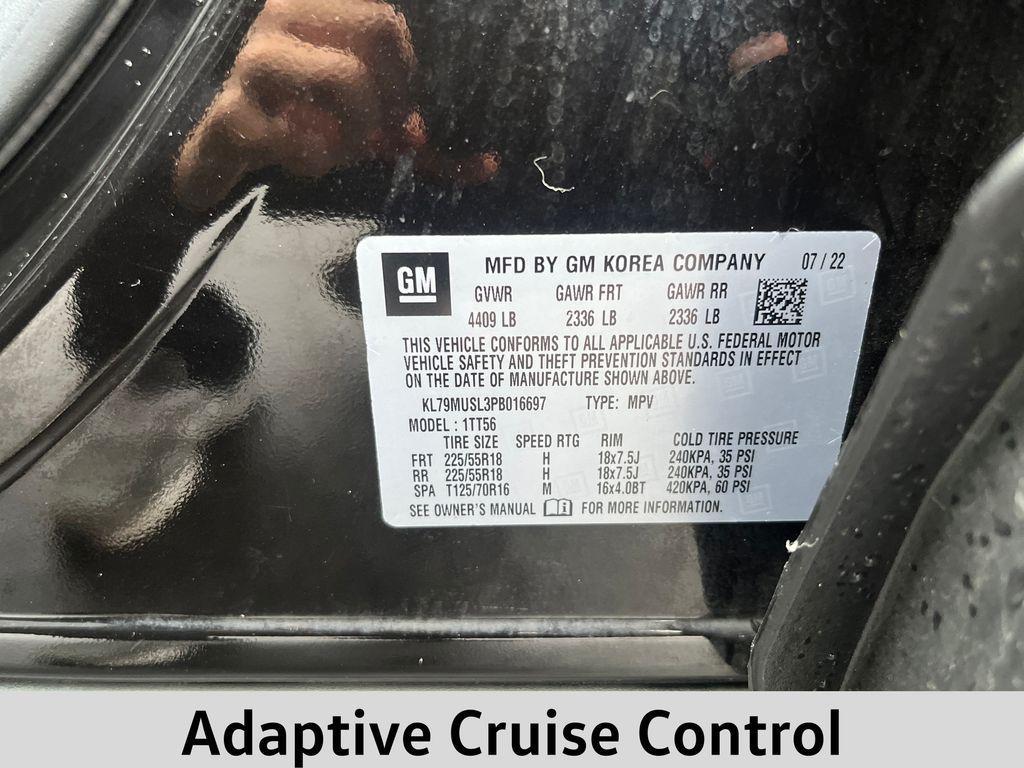 GM MFD BY GM KOREA COMPANY 07 / 22
GVWR GAWR FRT GAWR RR
4409 LB 2336 LB 2336 LB
THIS VEHICLE CONFORMS TO ALL APPLICABLE U.S. FEDERAL MOTOR
VEHICLE SAFETY AND THEFT PREVENTION STANDARDS IN EFFECT
ON THE DATE OF MANUFACTURE SHOWN ABOVE.
KL79MUSL3PB016697 TYPE: MPV
MODEL : 1TT56
TIRE SIZE SPEED RTG RIM COLD TIRE PRESSURE
FRT 225/55R18 H 18x7.5J 240KPA, 35 PSI
RR 225/55R18 H 18x7.5J 240KPA, 35 PSI
SPA T125/70R16 M 16x4.0BT 420KPA, 60 PSI
SEE OWNER'S MANUAL FOR MORE INFORMATION.
Adaptive Cruise Control